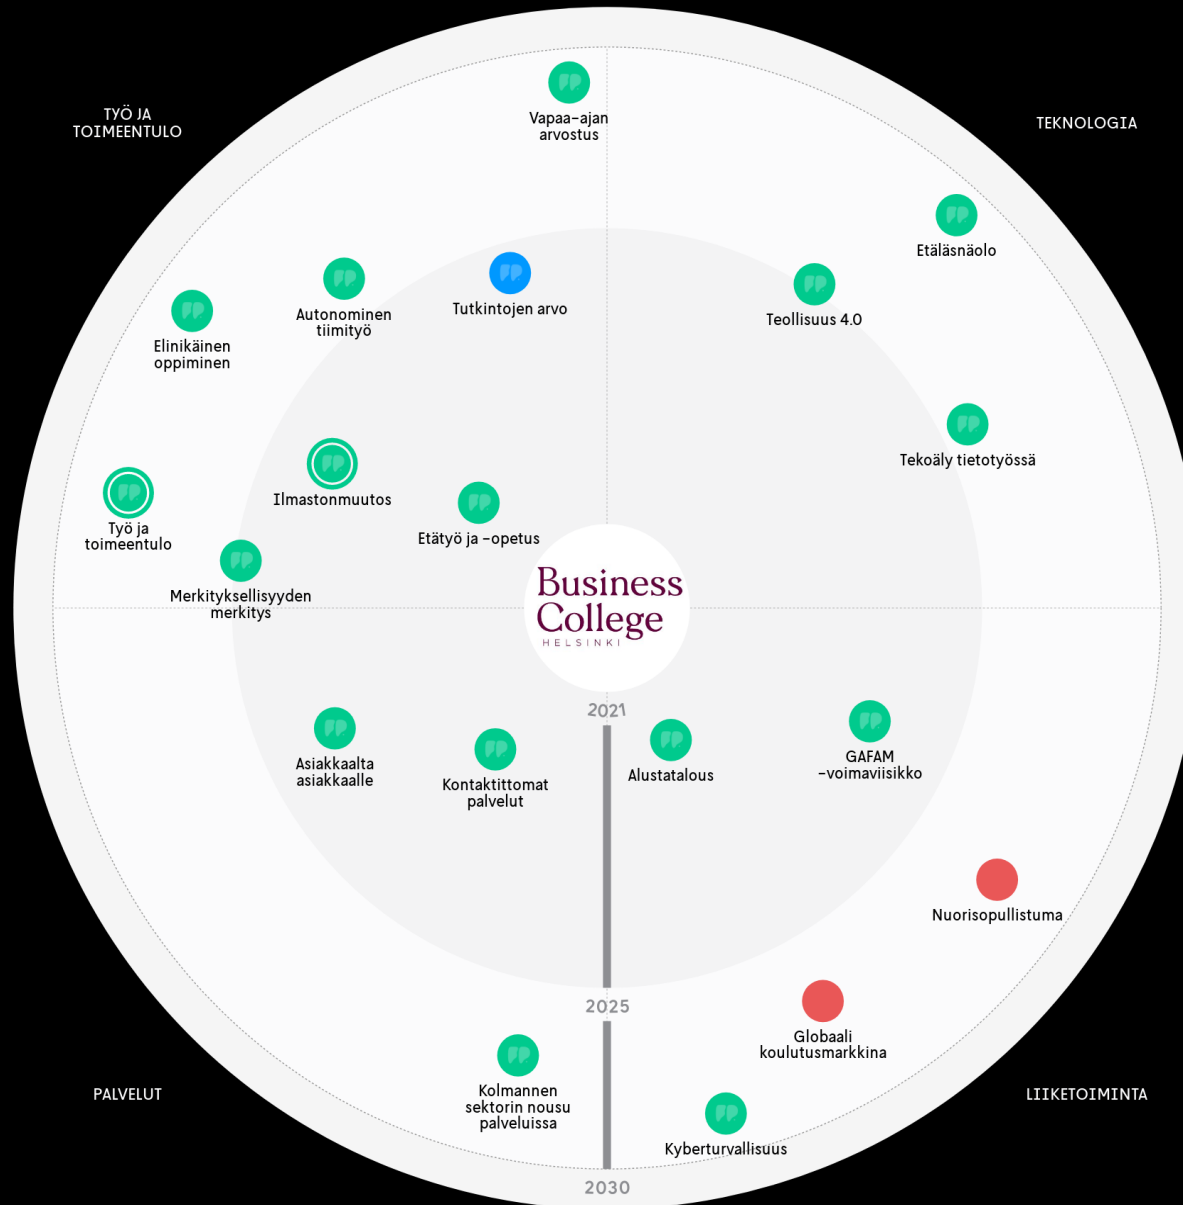 TYÖ JA
TOIMEENTULO
TEKNOLOGIA
Vapaa-ajan
arvostus
Etäläsnäolo
Autonominen
tiimityö
Tutkintojen arvo
Teollisuus 4.0
Elinikäinen
oppiminen
Tekoäly tietotyössä
Ilmastonmuutos
Työ ja
toimeentulo
Etätyö ja -opetus
Merkityksellisyyden
merkitys
Business
College
HELSINKI
2021
Asiakkaalta
asiakkaalle
Kontaktittomat
palvelut
Alustatalous
GAFAM
-voimaviisikko
Nuorisopullistuma
2025
Globaali
koulutusmarkkina
Kolmannen
sektorin nousu
palveluissa
Kyberturvallisuus
PALVELUT
LIIKETOIMINTA
2030